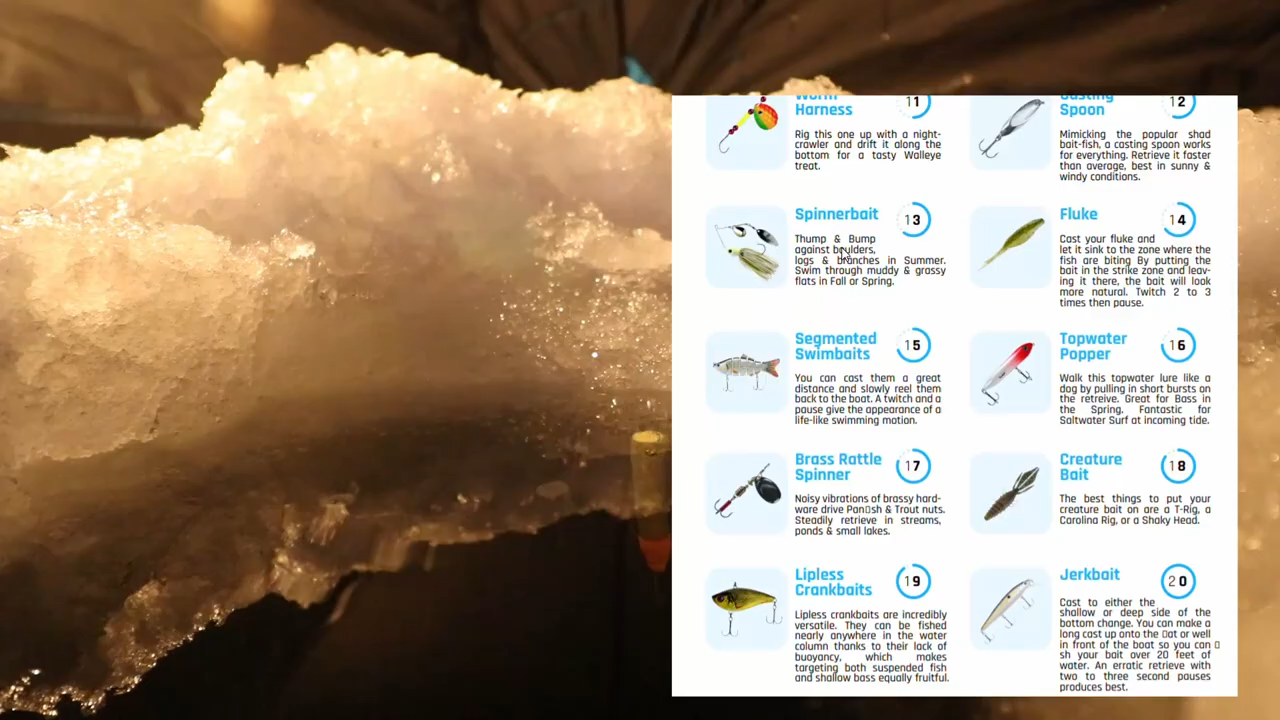 Worm
Harness
11
Rig this one up with a night-
crawler and drift it along the
bottom for a tasty Walleye
treat.
Casting
Spoon
12
Mimicking the popular shad
bait-fish, a casting spoon works
for everything. Retrieve it faster
than average, best in sunny &
windy conditions.
Spinnerbait
13
Thump & Bump
against boulders,
logs & branches in Summer.
Swim through muddy & grassy
flats in Fall or Spring.
Fluke
14
Cast your fluke and
let it sink to the zone where the
fish are biting By putting the
bait in the strike zone and leav-
ing it there, the bait will look
more natural. Twitch 2 to 3
times then pause.
Segmented
Swimbaits
15
You can cast them a great
distance and slowly reel them
back to the boat. A twitch and a
pause give the appearance of a
life-like swimming motion.
Topwater
Popper
16
Walk this topwater lure like a
dog by pulling in short bursts on
the retreive. Great for Bass in
the Spring. Fantastic for
Saltwater Surf at incoming tide.
Brass Rattle
Spinner
17
Noisy vibrations of brassy hard-
ware drive Pan▯sh & Trout nuts.
Steadily retrieve in streams,
ponds & small lakes.
Creature
Bait
18
The best things to put your
creature bait on are a T-Rig, a
Carolina Rig, or a Shaky Head.
Lipless
Crankbaits
19
Lipless crankbaits are incredibly
versatile. They can be fished
nearly anywhere in the water
column thanks to their lack of
buoyancy, which makes
targeting both suspended fish
and shallow bass equally fruitful.
Jerkbait
20
Cast to either the
shallow or deep side of the
bottom change. You can make a
long cast up onto the ▯at or well
in front of the boat so you can ▯
sh your bait over 20 feet of
water. An erratic retrieve with
two to three second pauses
produces best.